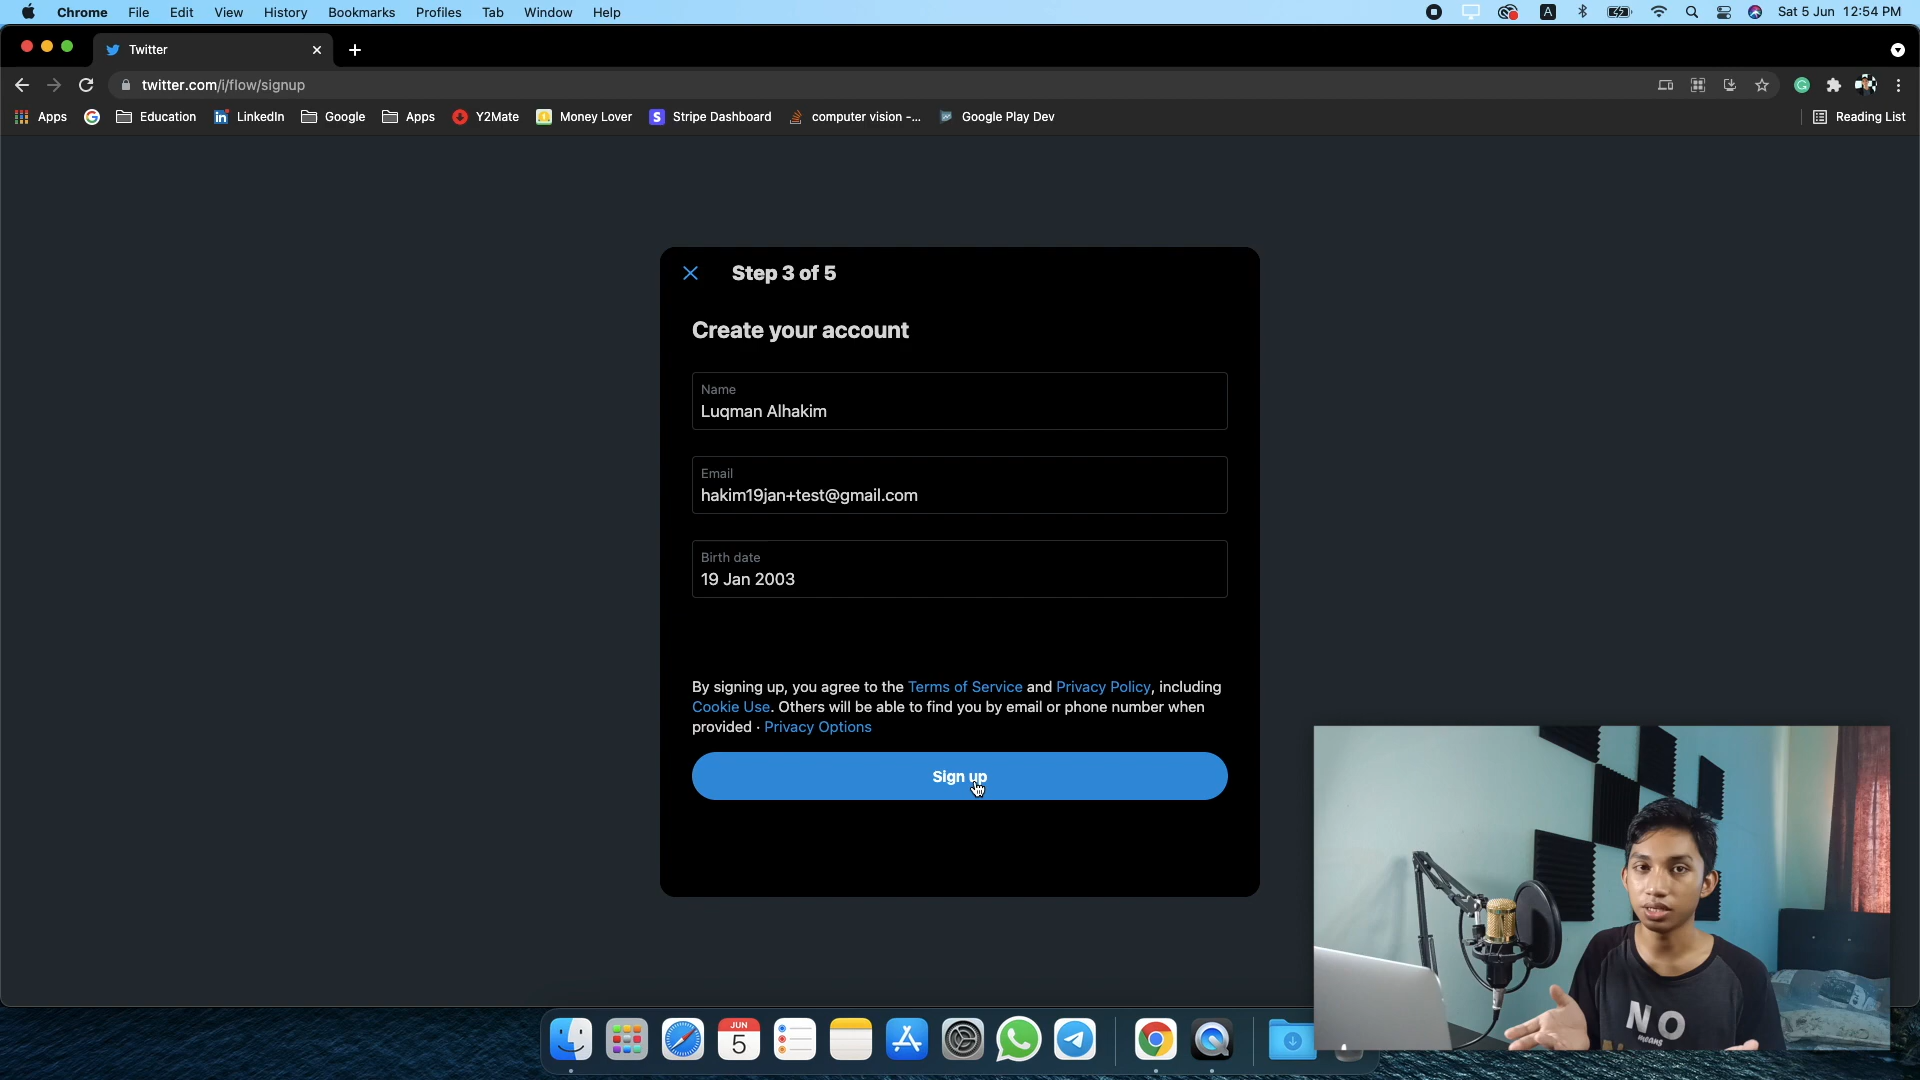 Chrome File Edit View History Bookmarks Profiles Tab Window Help
A
Sat 5 Jun 12:54 PM
Twitter
twitter.com/i/flow/signup
Apps
Education
LinkedIn
Google
Apps
Y2Mate
Money Lover
Stripe Dashboard
computer vision -...
Google Play Dev
Reading List
Step 3 of 5
Create your account
Name
Luqman Alhakim
Email
hakim19jan+test@gmail.com
Birth date
19 Jan 2003
By signing up, you agree to the Terms of Service and Privacy Policy, including
Cookie Use. Others will be able to find you by email or phone number when
provided · Privacy Options
Sign up
NO
means
JUN
5